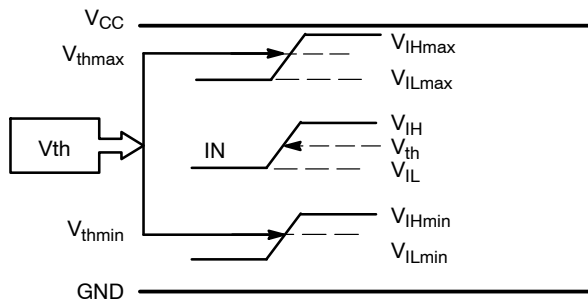 VCC
Vthmax
VIHmax
VILmax
Vth
IN
VIH
Vth
VIL
Vthmin
VIHmin
VILmin
GND